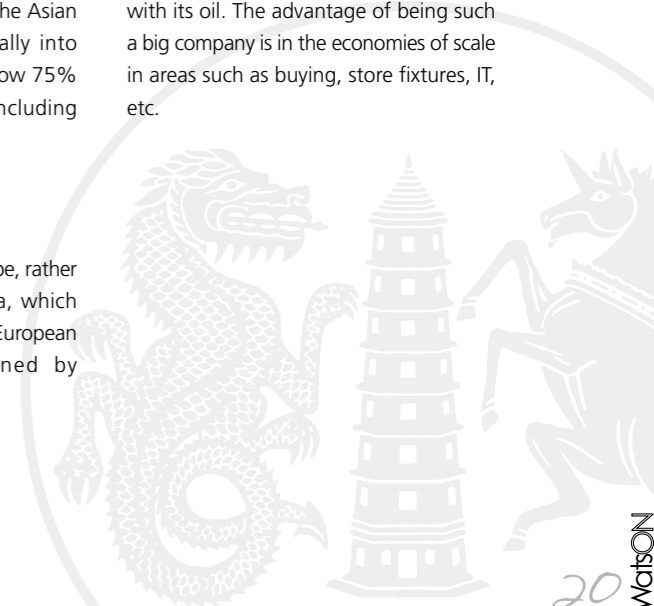 he Asian
ally into
ow 75%
ncluding
pe, rather
a, which
European
ned by
with its oil. The advantage of being such
a big company is in the economies of scale
in areas such as buying, store fixtures, IT,
etc.
20
WatsON